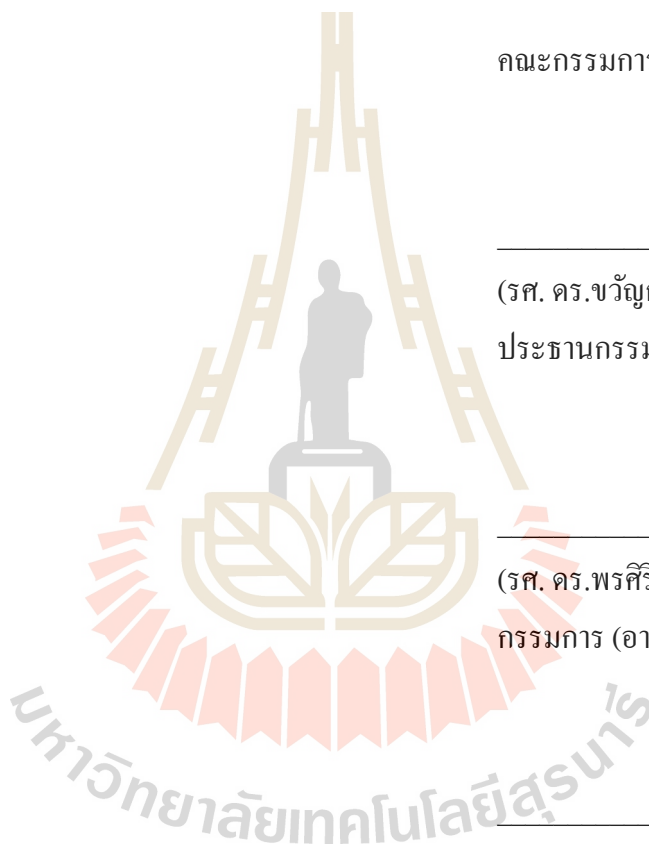 คณะกรรมการ
(รศ. ดร.ขวัญ
ประธานกรรม
(รศ. ดร.พรศิริ
กรรมการ (อา
มหาวิทยาลัยเทคโนโลยีสุรนารี